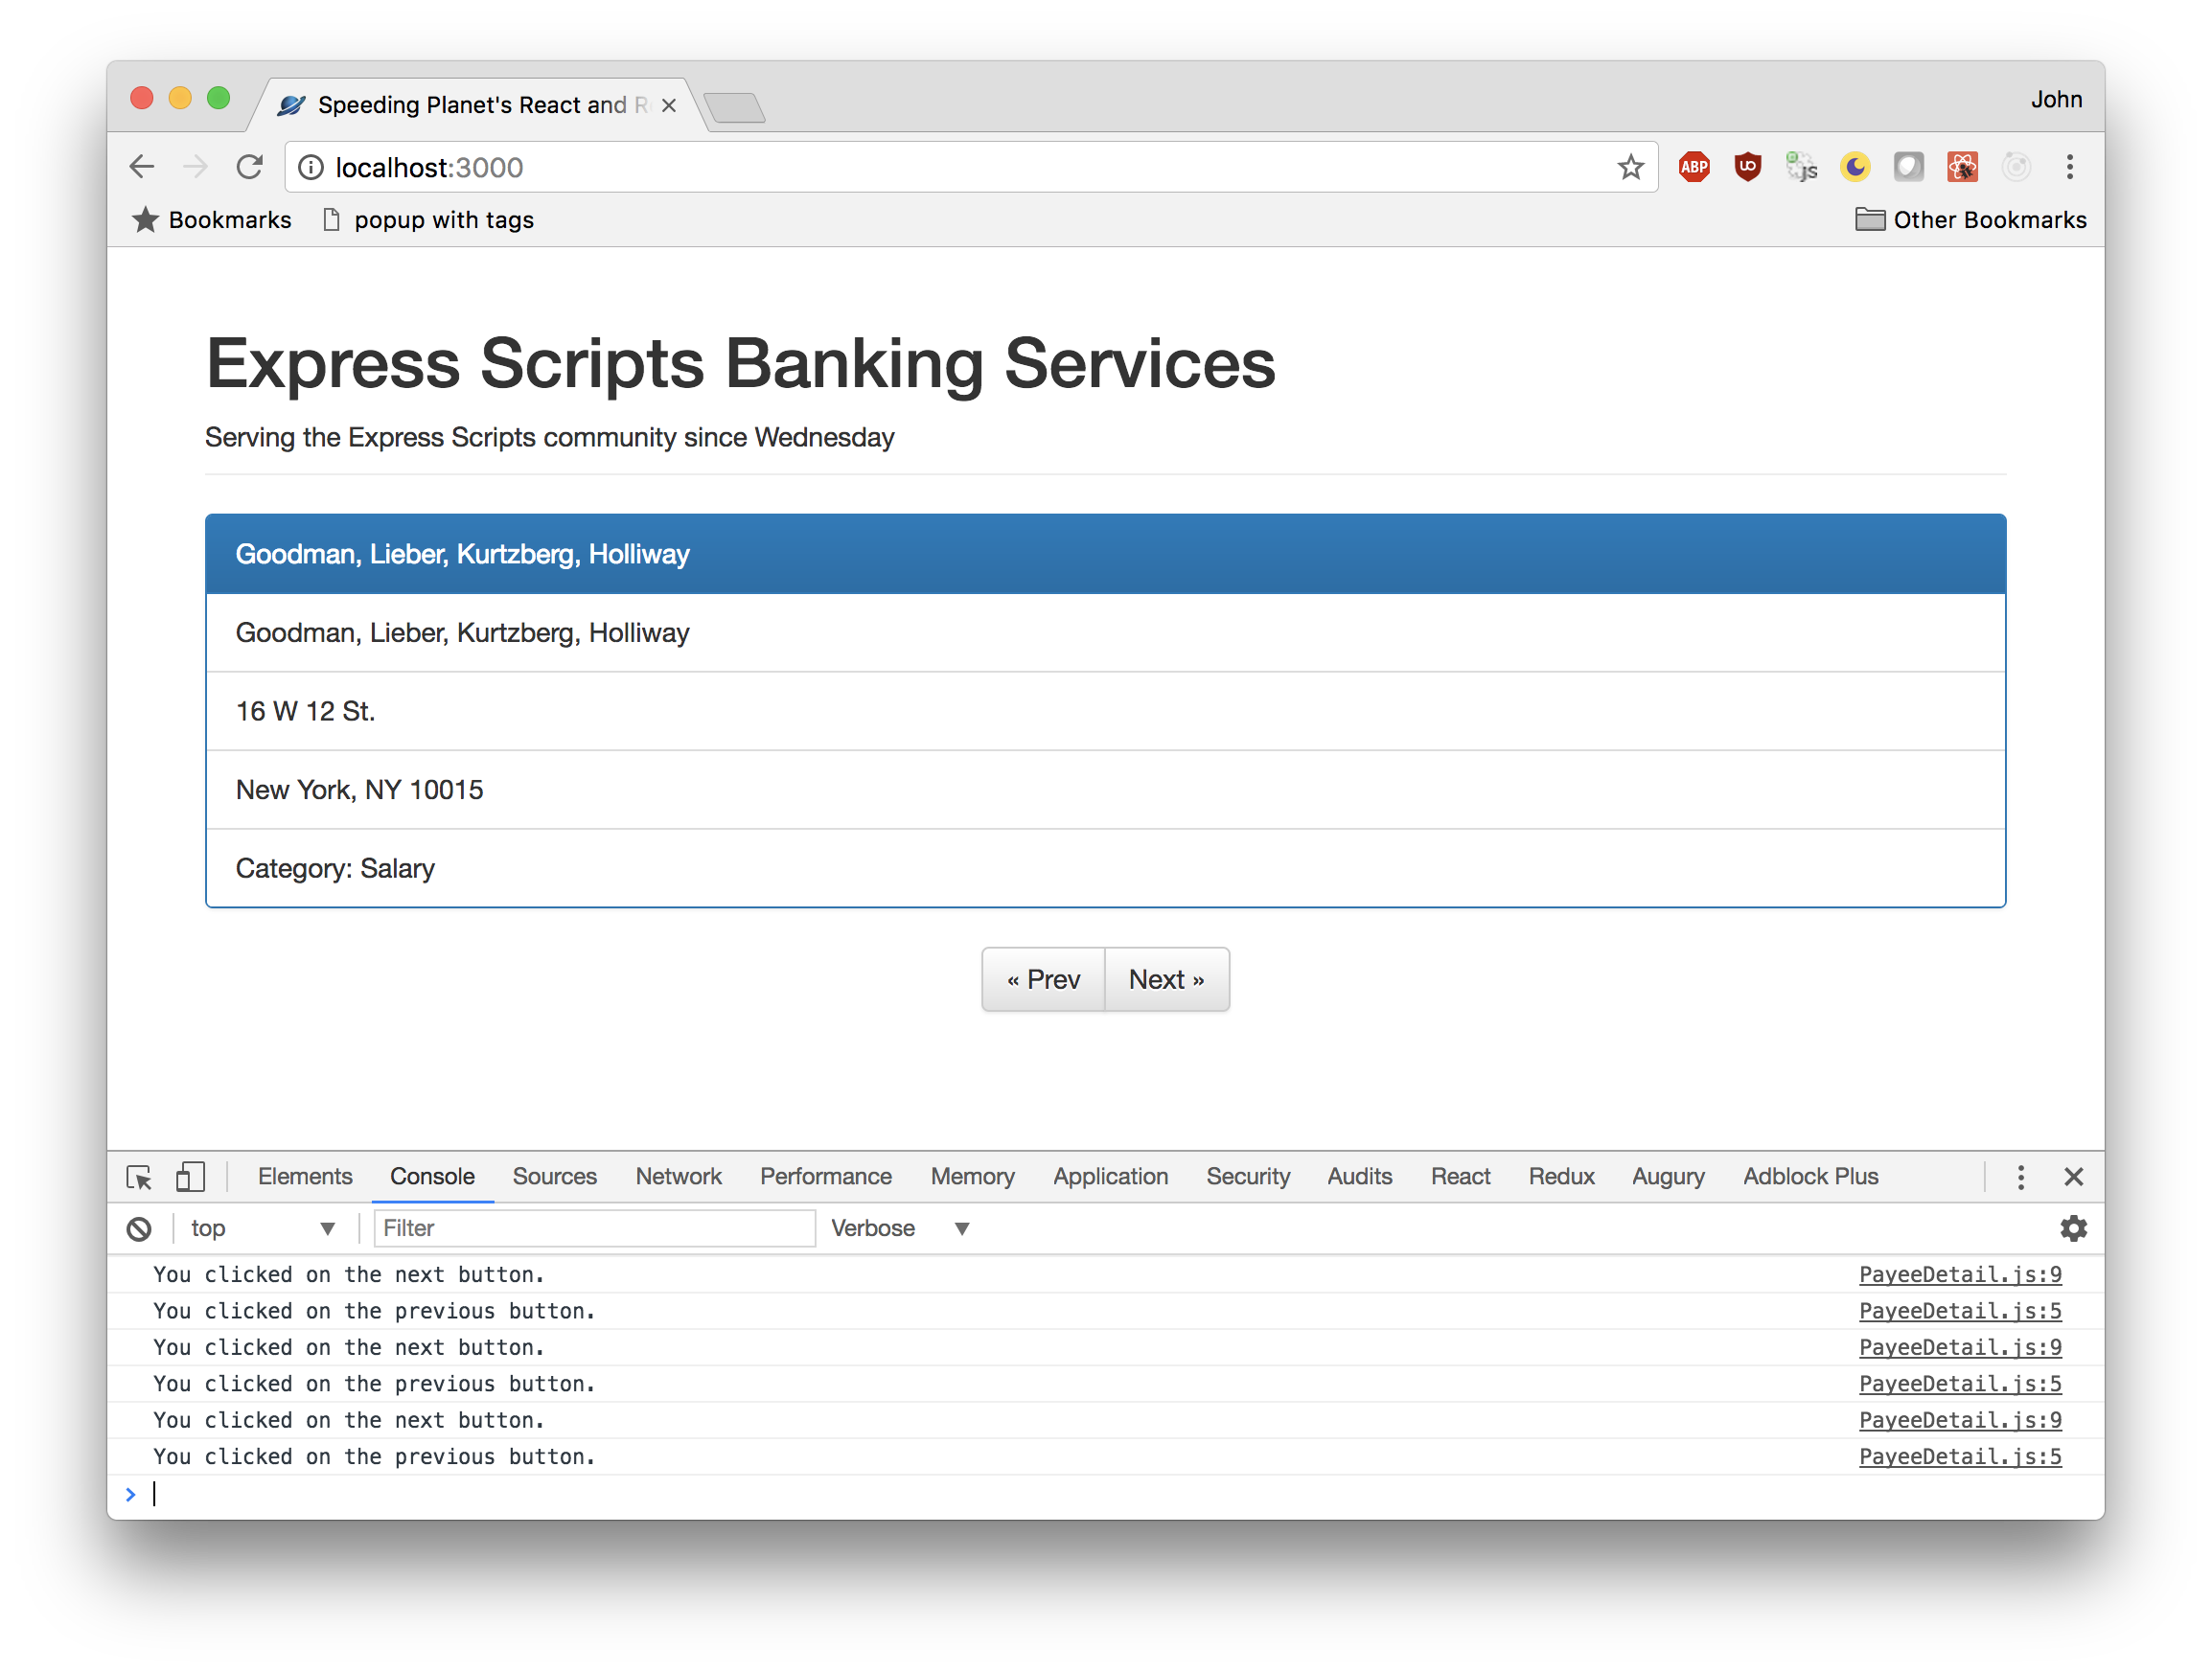 Speeding Planet's React and R
John
localhost:3000
ABP
js
Bookmarks
popup with tags
Other Bookmarks
Express Scripts Banking Services
Serving the Express Scripts community since Wednesday
Goodman, Lieber, Kurtzberg, Holliway
Goodman, Lieber, Kurtzberg, Holliway
16 W 12 St.
New York, NY 10015
Category: Salary
« Prev Next »
Elements Console Sources Network Performance Memory Application Security Audits React Redux Augury Adblock Plus
top Filter Verbose
You clicked on the next button. PayeeDetail.js:9
You clicked on the previous button. PayeeDetail.js:5
You clicked on the next button. PayeeDetail.js:9
You clicked on the previous button. PayeeDetail.js:5
You clicked on the next button. PayeeDetail.js:9
You clicked on the previous button. PayeeDetail.js:5